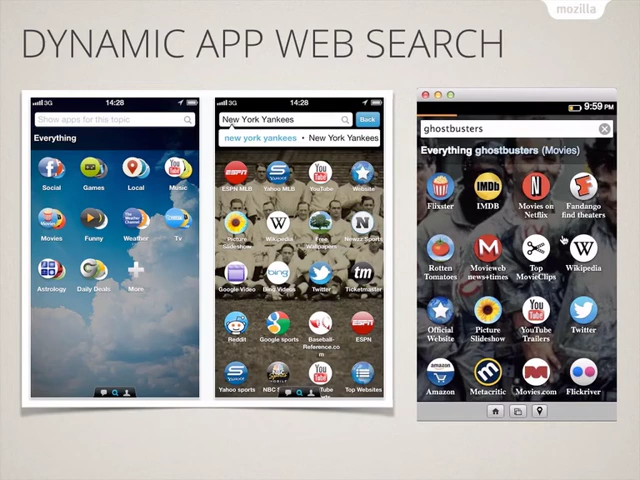 mozilla
DYNAMIC APP WEB SEARCH
3G 14:28
Show apps for this topic
Everything
Social Games Local Music
Movies Funny Weather Tv
Astrology Daily Deals More
3G 14:28
New York Yankees Back
new york yankees • New York Yankees
ESPN MLB Yahoo MLB YouTube Website
Picture Slideshow Wikipedia Free Wallpapers Newzz Sports
Google Video Bing Videos Twitter Ticketmaster
Reddit Google sports Baseball-Reference.com ESPN
Yahoo sports NBC YouTube Top Websites
9:59 PM
ghostbusters
Everything ghostbusters (Movies)
Flixster IMDB Movies on Netflix Fandango find theaters
Rotten Tomatoes Movieweb news+times Top MovieClips Wikipedia
Official Website Picture Slideshow YouTube Trailers Twitter
Amazon Metacritic Movies.com Flickriver